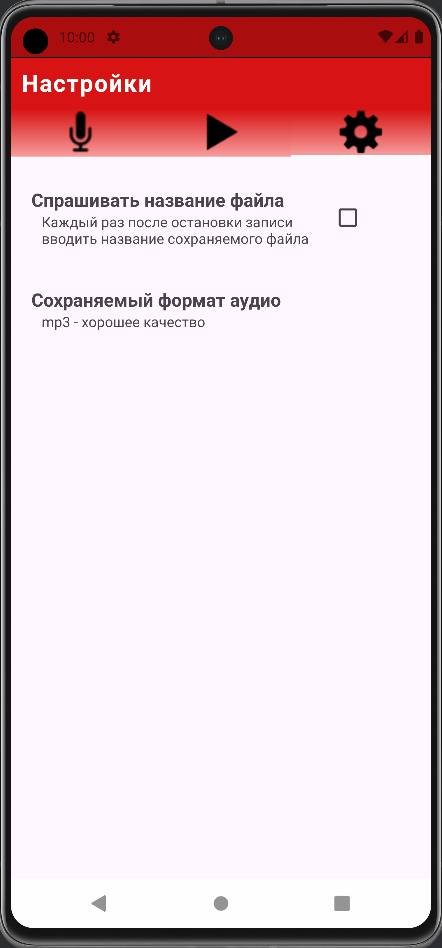 10:00
Настройки
Спрашивать название файла
Каждый раз после остановки записи
вводить название сохраняемого файла
Сохраняемый формат аудио
mp3 - хорошее качество